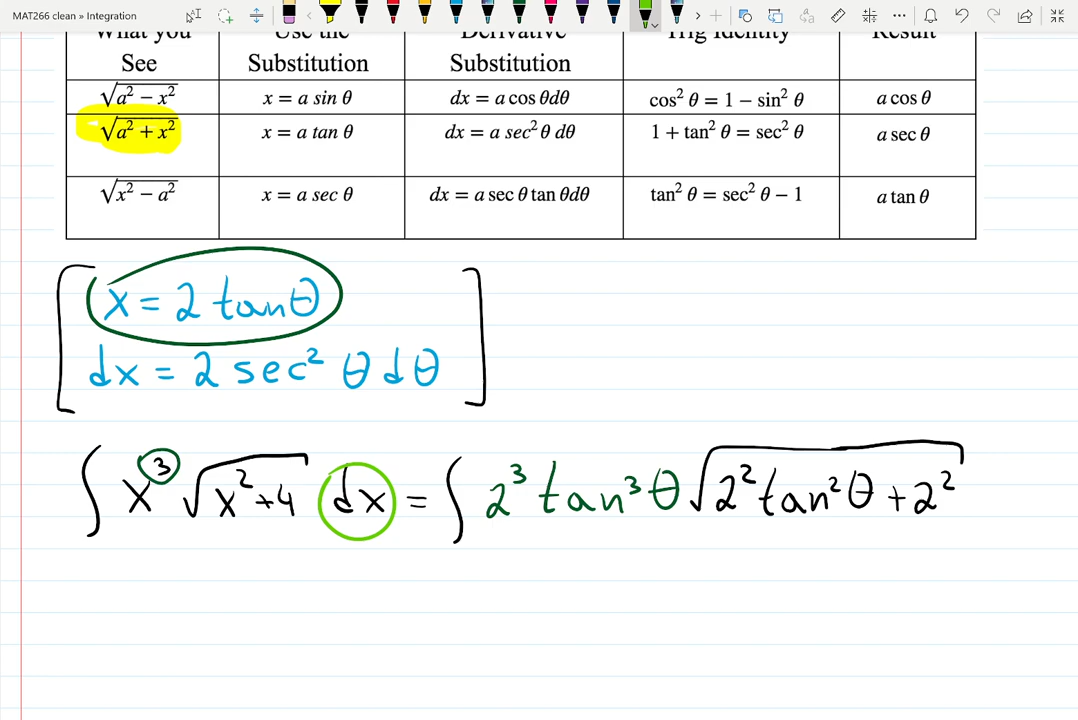 MAT266 clean » Integration
What you See Use the Substitution Derivative Substitution Trig Identity Result
√(a² − x²) x = a sin θ dx = a cos θdθ cos² θ = 1 − sin² θ a cos θ
√(a² + x²) x = a tan θ dx = a sec² θ dθ 1 + tan² θ = sec² θ a sec θ
√(x² − a²) x = a sec θ dx = a sec θ tan θdθ tan² θ = sec² θ − 1 a tan θ
x = 2 tan θ
dx = 2 sec² θ dθ
∫ x³ √(x² + 4) dx = ∫ 2³ tan³ θ √(2² tan² θ + 2²)